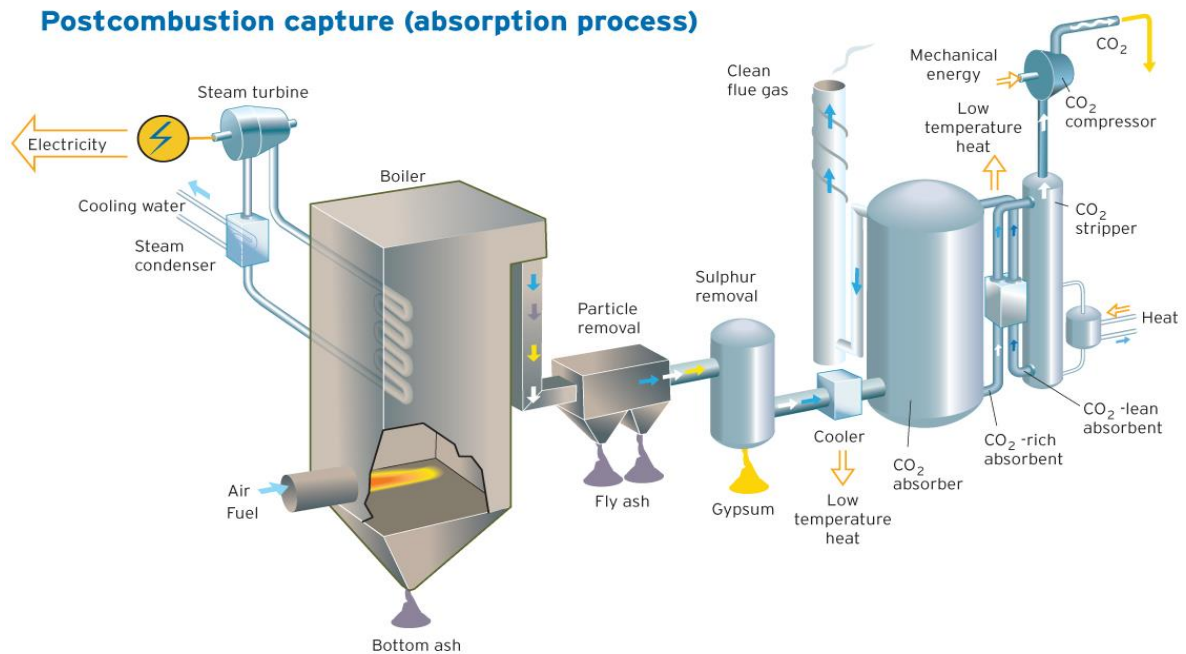 Postcombustion capture (absorption process)
Steam turbine
Electricity
Cooling water
Steam
condenser
Boiler
Air
Fuel
Bottom ash
Particle
removal
Fly ash
Sulphur
removal
Gypsum
Clean
flue gas
Cooler
Low
temperature
heat
CO₂
absorber
CO₂ -rich
absorbent
CO₂ -lean
absorbent
Heat
CO₂
stripper
Low
temperature
heat
Mechanical
energy
CO₂
compressor
CO₂